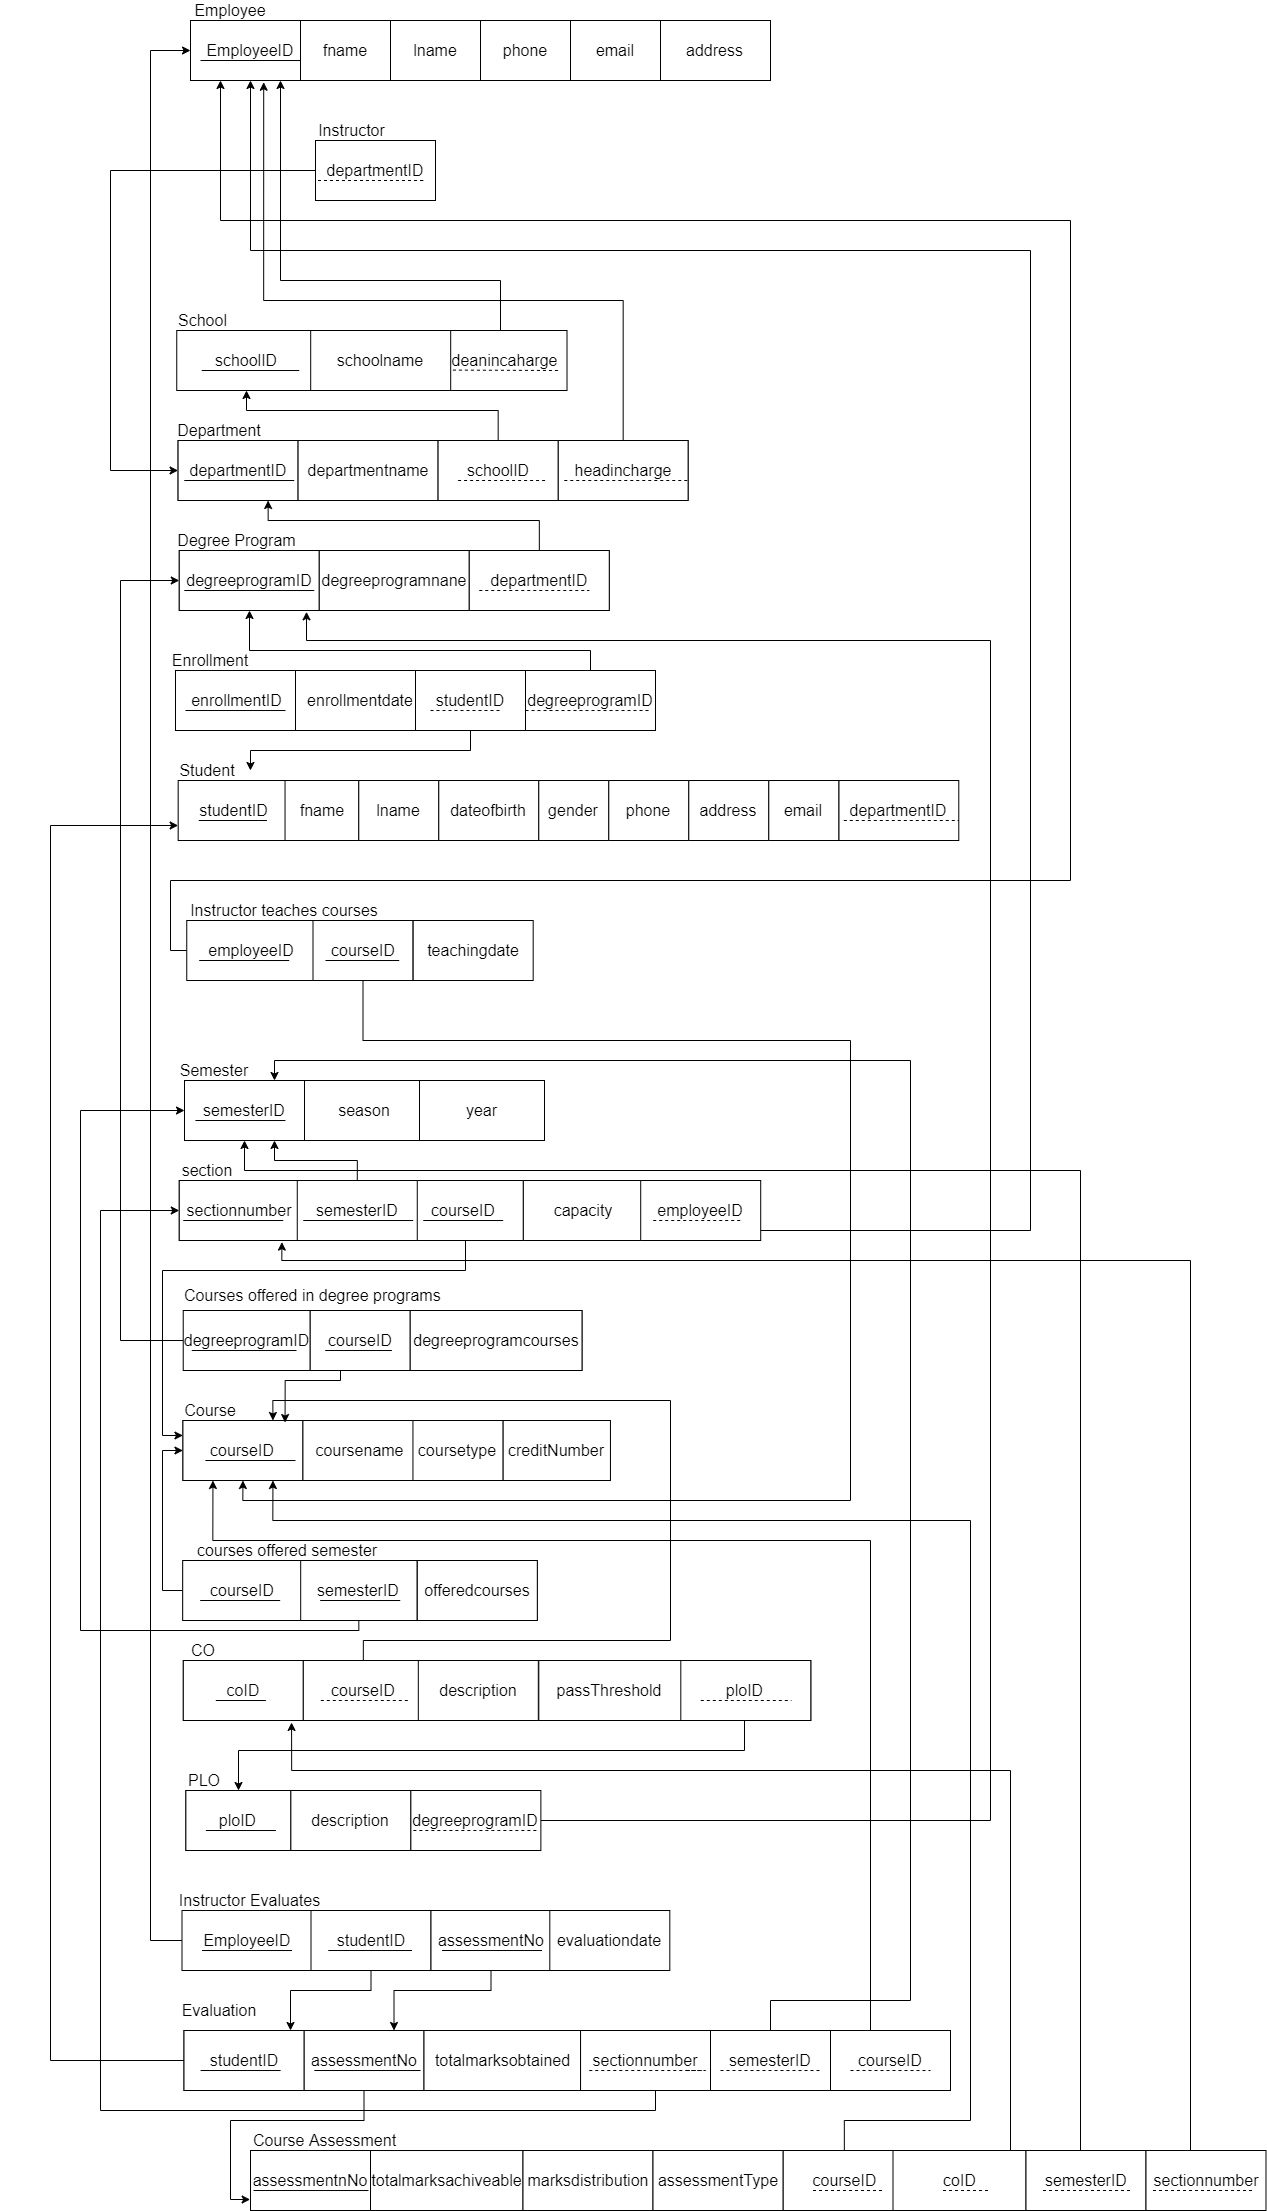 Employee
EmployeeID fname lname phone email address
Instructor
departmentID
School
schoolID schoolname deanincaharge
Department
departmentID departmentname schoolID headincharge
Degree Program
degreeprogramID degreeprogramnane departmentID
Enrollment
enrollmentID enrollmentdate studentID degreeprogramID
Student
studentID fname lname dateofbirth gender phone address email departmentID
Instructor teaches courses
employeeID courseID teachingdate
Semester
semesterID season year
section
sectionnumber semesterID courseID capacity employeeID
Courses offered in degree programs
degreeprogramID courseID degreeprogramcourses
Course
courseID coursename coursetype creditNumber
courses offered semester
courseID semesterID offeredcourses
CO
coID courseID description passThreshold ploID
PLO
ploID description degreeprogramID
Instructor Evaluates
EmployeeID studentID assessmentNo evaluationdate
Evaluation
studentID assessmentNo totalmarksobtained sectionnumber semesterID courseID
Course Assessment
assessmentnNo totalmarksachiveable marksdistribution assessmentType courseID coID semesterID sectionnumber